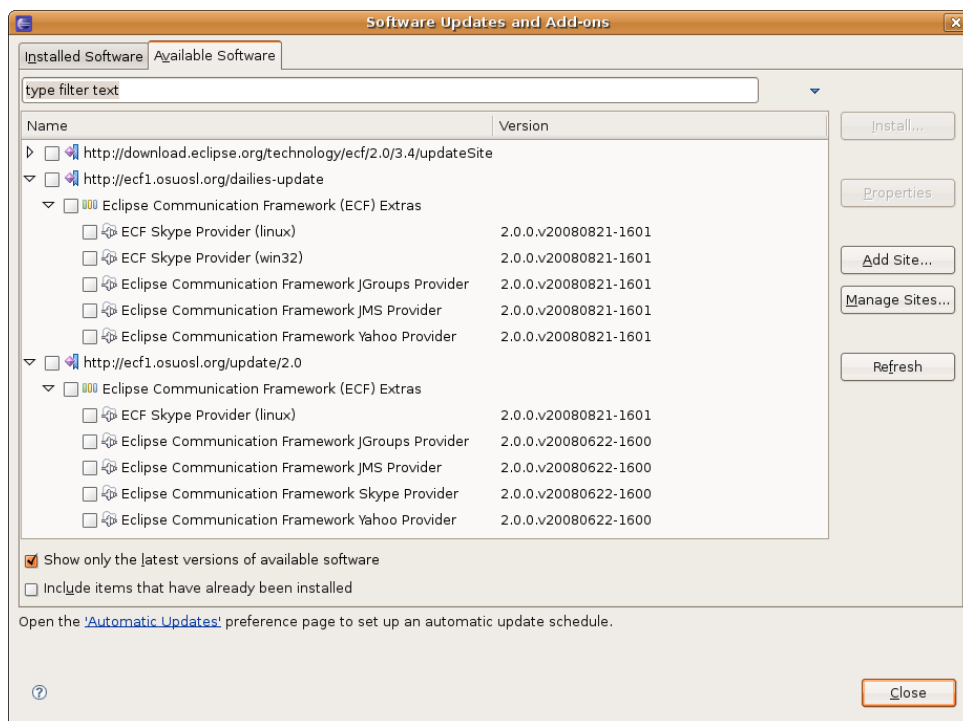 Software Updates and Add-ons
Installed Software
Available Software
type filter text
Name
Version
Install...
http://download.eclipse.org/technology/ecf/2.0/3.4/updateSite
http://ecf1.osuosl.org/dailies-update
Properties
Eclipse Communication Framework (ECF) Extras
ECF Skype Provider (linux) 2.0.0.v20080821-1601
ECF Skype Provider (win32) 2.0.0.v20080821-1601
Add Site...
Eclipse Communication Framework JGroups Provider 2.0.0.v20080821-1601
Eclipse Communication Framework JMS Provider 2.0.0.v20080821-1601
Manage Sites...
Eclipse Communication Framework Yahoo Provider 2.0.0.v20080821-1601
http://ecf1.osuosl.org/update/2.0
Refresh
Eclipse Communication Framework (ECF) Extras
ECF Skype Provider (linux) 2.0.0.v20080821-1601
Eclipse Communication Framework JGroups Provider 2.0.0.v20080622-1600
Eclipse Communication Framework JMS Provider 2.0.0.v20080622-1600
Eclipse Communication Framework Skype Provider 2.0.0.v20080622-1600
Eclipse Communication Framework Yahoo Provider 2.0.0.v20080622-1600
Show only the latest versions of available software
Include items that have already been installed
Open the 'Automatic Updates' preference page to set up an automatic update schedule.
?
Close